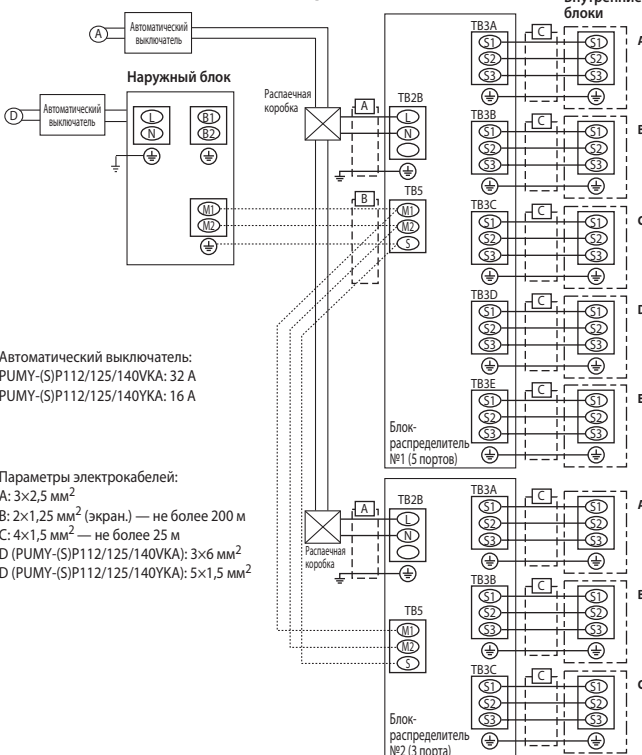 Внутренние
блоки
A
Автоматический
выключатель
Наружный блок
D
Автоматический
выключатель
L
N
B1
B2
M1
M2
Распаечная
коробка
A
B
TB2B
L
N
TB5
M1
M2
S
TB3A
S1
S2
S3
C
S1
S2
S3
A
TB3B
S1
S2
S3
C
S1
S2
S3
B
TB3C
S1
S2
S3
C
S1
S2
S3
TB3D
S1
S2
S3
C
S1
S2
S3
TB3E
S1
S2
S3
C
S1
S2
S3
Блок-
распределитель
№1 (5 портов)
Автоматический выключатель:
PUMY-(S)P112/125/140VKA: 32 А
PUMY-(S)P112/125/140YKA: 16 А
Параметры электрокабелей:
A: 3×2,5 мм2
B: 2×1,25 мм2 (экран.) — не более 200 м
C: 4×1,5 мм2 — не более 25 м
D (PUMY-(S)P112/125/140VKA): 3×6 мм2
D (PUMY-(S)P112/125/140YKA): 5×1,5 мм2
Распаечная
коробка
A
TB2B
L
N
TB5
M1
M2
S
TB3A
S1
S2
S3
C
S1
S2
S3
A
TB3B
S1
S2
S3
C
S1
S2
S3
B
TB3C
S1
S2
S3
C
S1
S2
S3
Блок-
распределитель
№2 (3 порта)